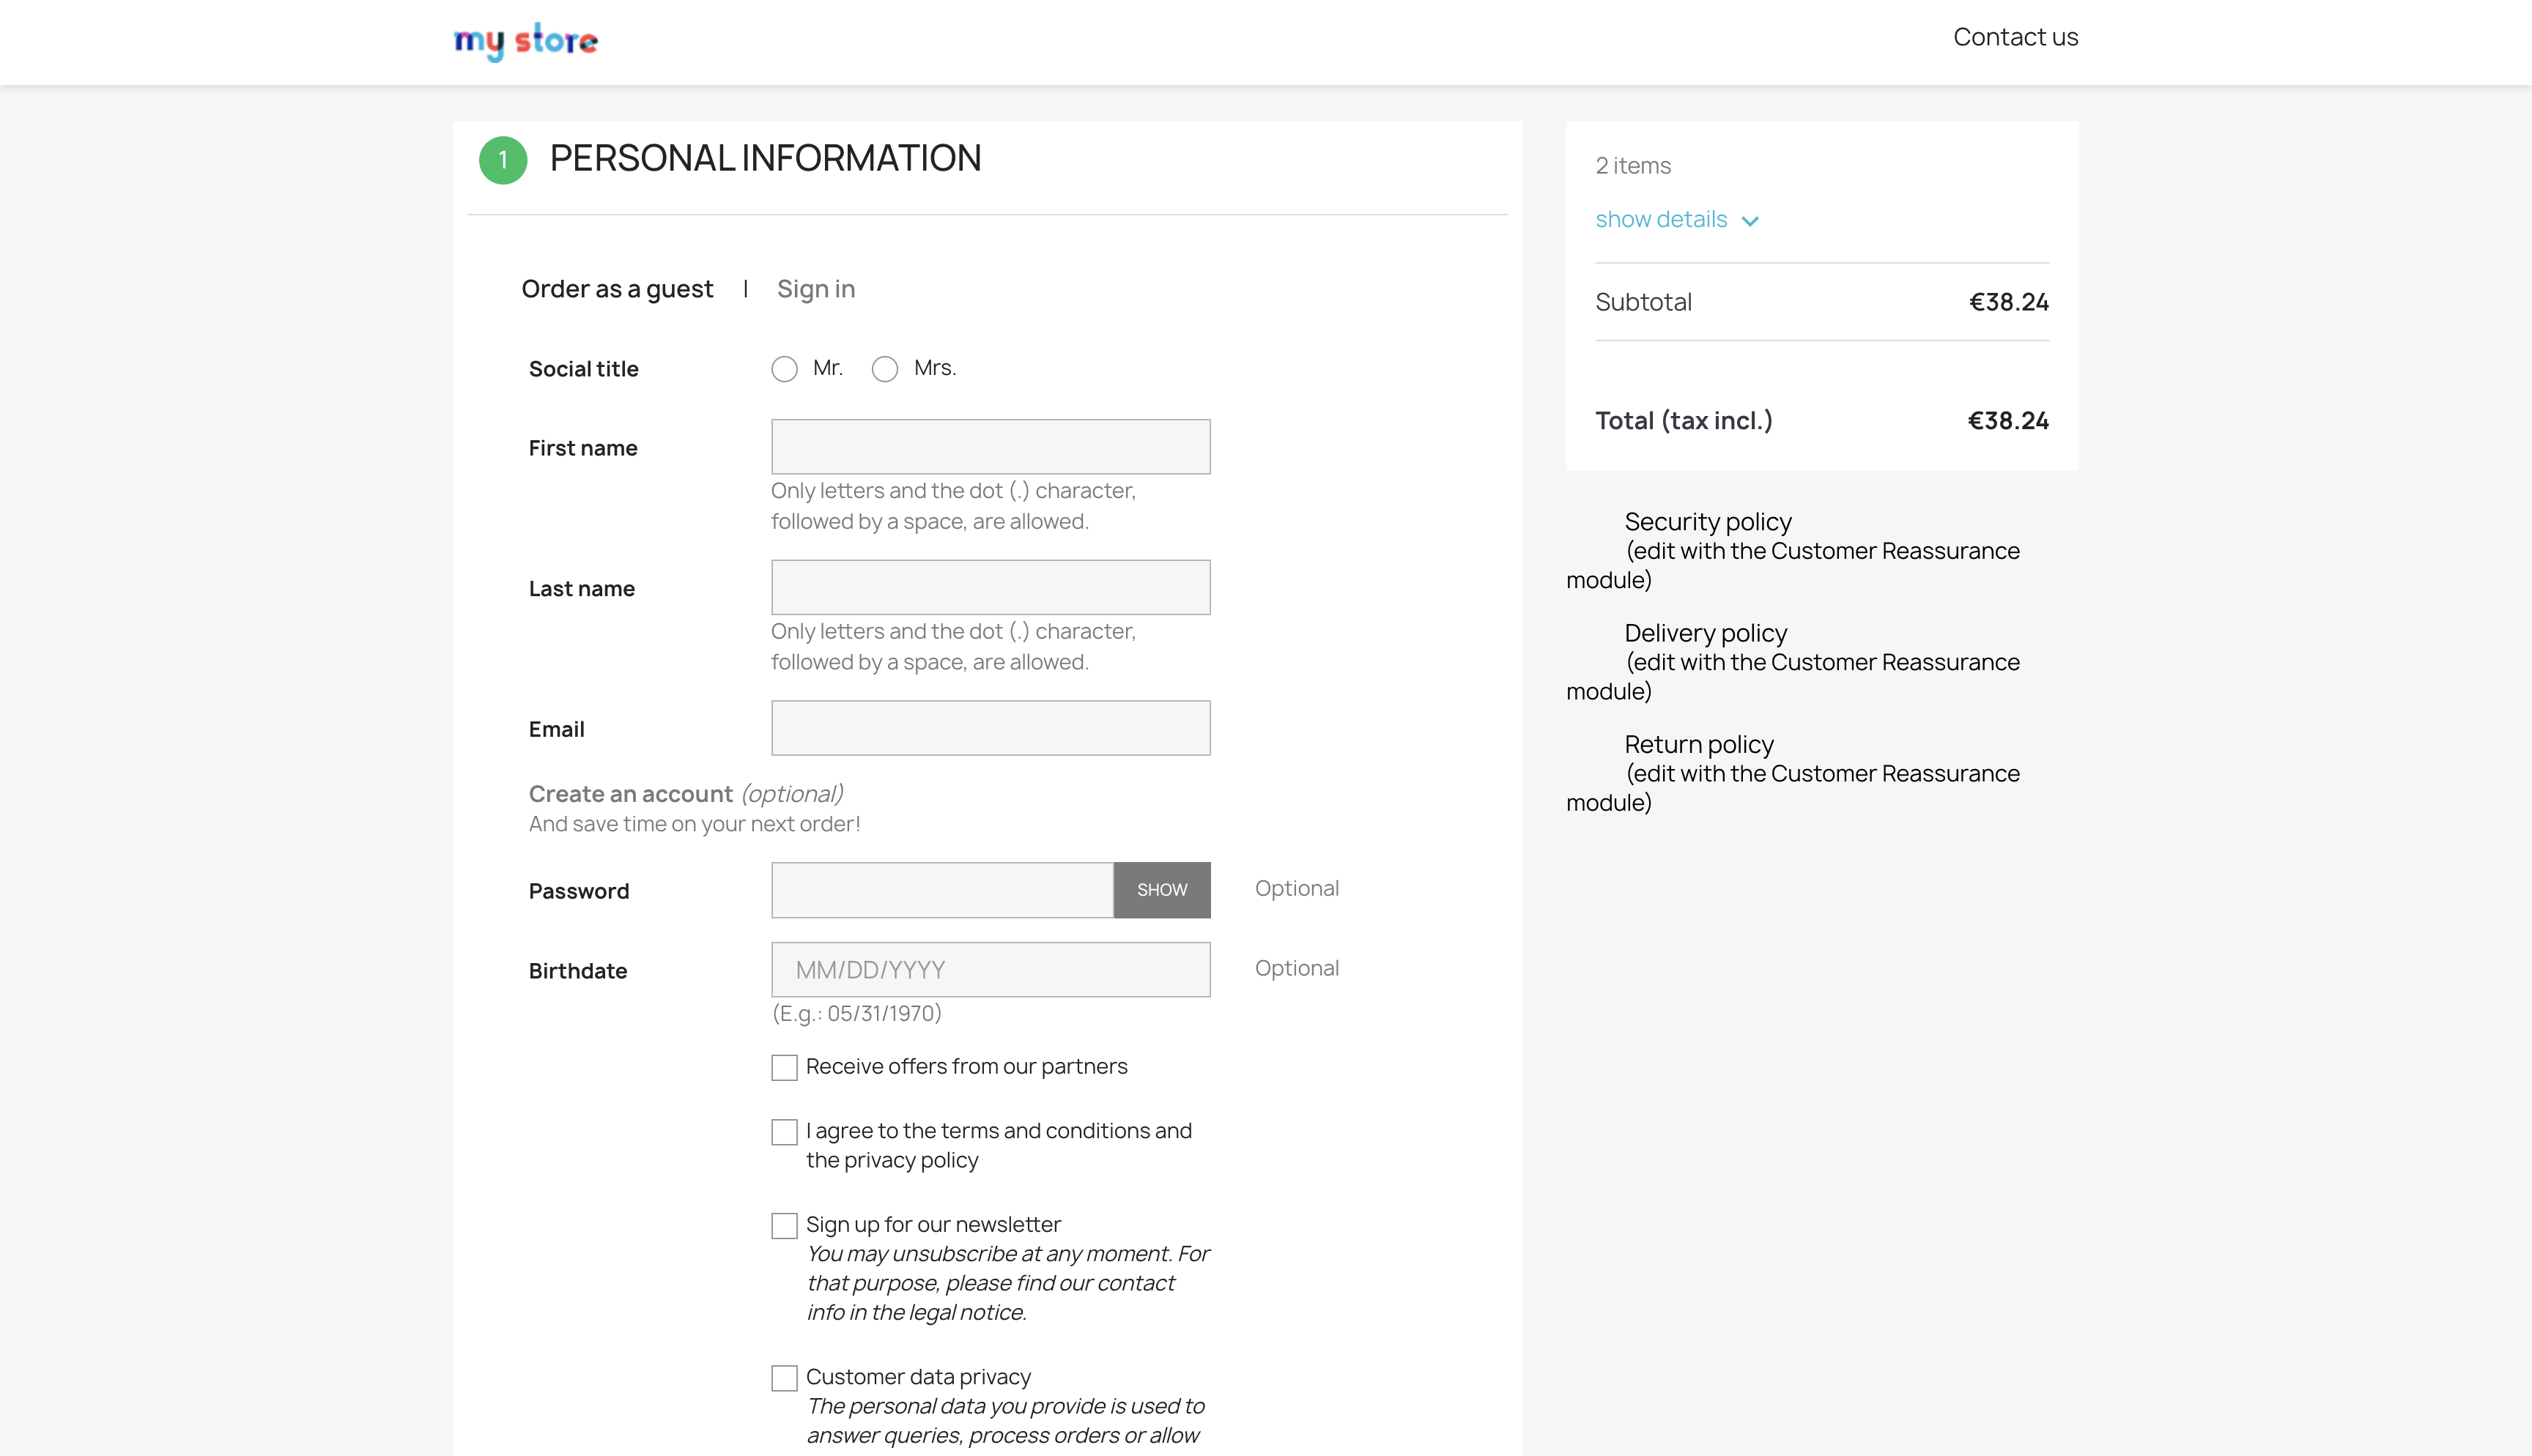 my store
Contact us
1 PERSONAL INFORMATION
Order as a guest | Sign in
Social title
Mr. Mrs.
First name
Only letters and the dot (.) character,
followed by a space, are allowed.
Last name
Only letters and the dot (.) character,
followed by a space, are allowed.
Email
Create an account (optional)
And save time on your next order!
Password
SHOW
Optional
Birthdate
MM/DD/YYYY
Optional
(E.g.: 05/31/1970)
Receive offers from our partners
I agree to the terms and conditions and
the privacy policy
Sign up for our newsletter
You may unsubscribe at any moment. For
that purpose, please find our contact
info in the legal notice.
Customer data privacy
The personal data you provide is used to
answer queries, process orders or allow
2 items
show details
Subtotal €38.24
Total (tax incl.) €38.24
Security policy
(edit with the Customer Reassurance
module)
Delivery policy
(edit with the Customer Reassurance
module)
Return policy
(edit with the Customer Reassurance
module)